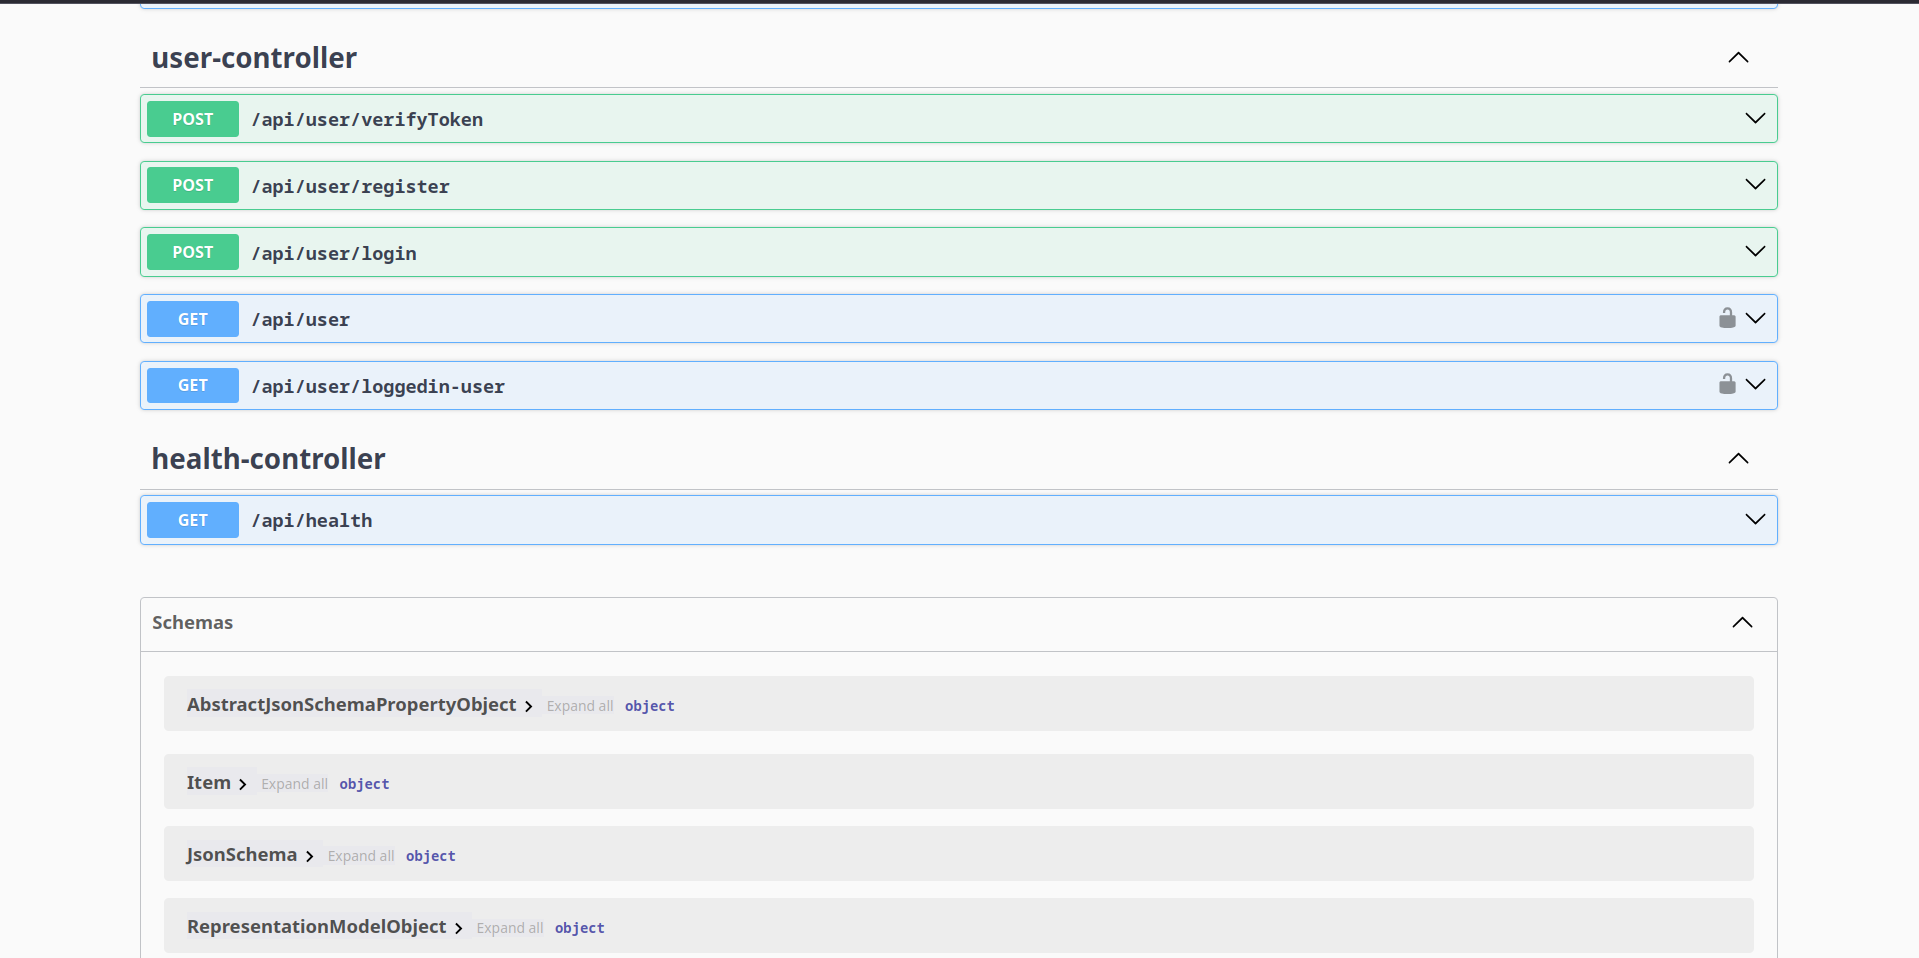 user-controller
POST /api/user/verifyToken
POST /api/user/register
POST /api/user/login
GET /api/user
GET /api/user/loggedin-user
health-controller
GET /api/health
Schemas
AbstractJsonSchemaPropertyObject Expand all object
Item Expand all object
JsonSchema Expand all object
RepresentationModelObject Expand all object